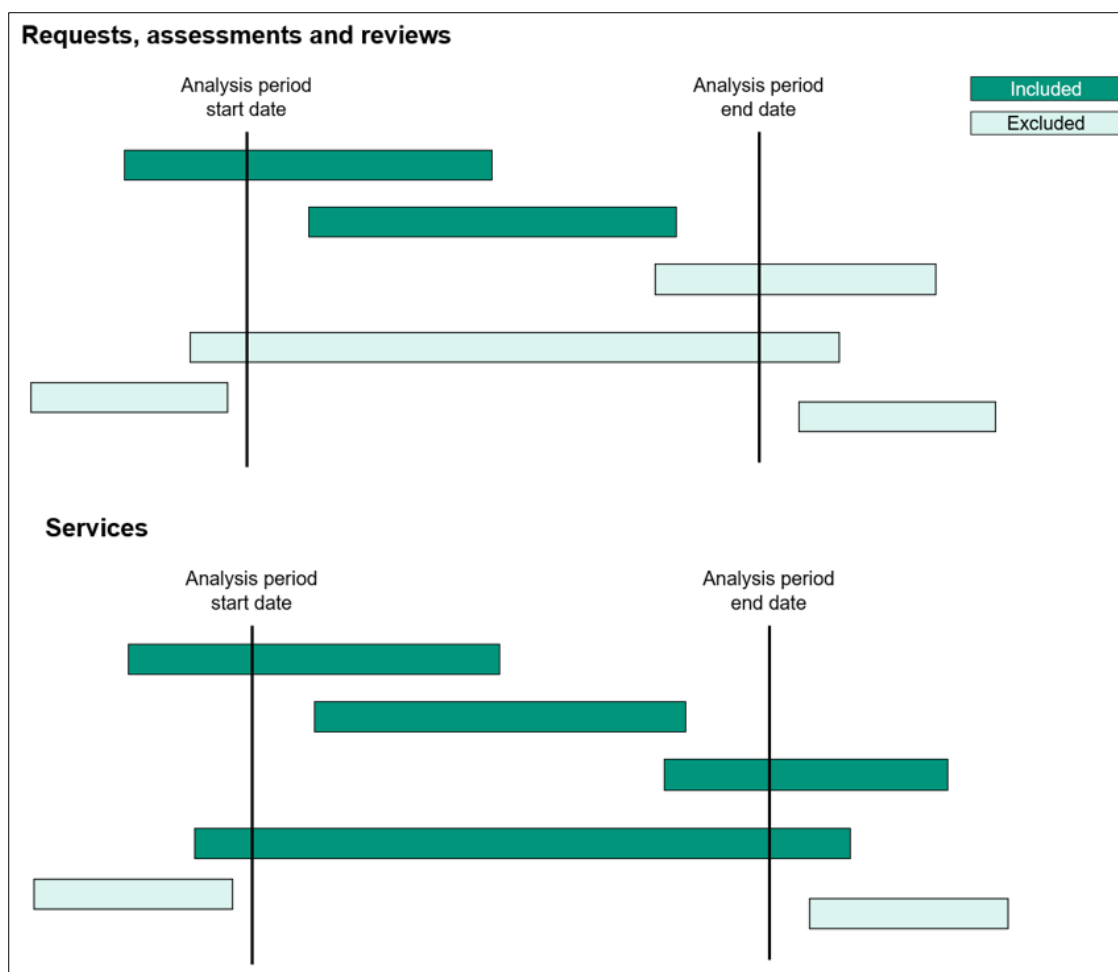 Requests, assessments and reviews
Analysis period
start date
Analysis period
end date
Included
Excluded
Services
Analysis period
start date
Analysis period
end date